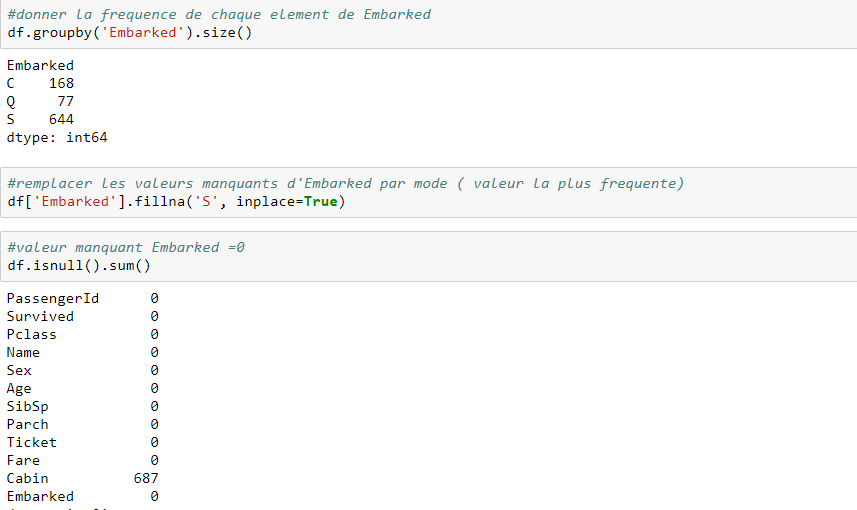 #donner la frequence de chaque element de Embarked
df.groupby('Embarked').size()
Embarked
C    168
Q     77
S    644
dtype: int64
#remplacer les valeurs manquants d'Embarked par mode ( valeur la plus frequente)
df['Embarked'].fillna('S', inplace=True)
#valeur manquant Embarked =0
df.isnull().sum()
PassengerId      0
Survived         0
Pclass           0
Name             0
Sex              0
Age              0
SibSp            0
Parch            0
Ticket           0
Fare             0
Cabin          687
Embarked         0